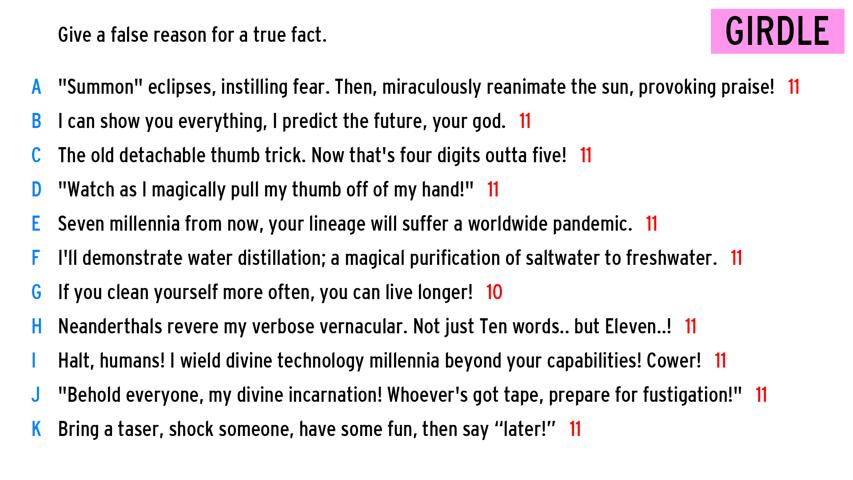 Give a false reason for a true fact.
GIRDLE
A "Summon" eclipses, instilling fear. Then, miraculously reanimate the sun, provoking praise! 11
B I can show you everything, I predict the future, your god. 11
C The old detachable thumb trick. Now that's four digits outta five! 11
D "Watch as I magically pull my thumb off of my hand!" 11
E Seven millennia from now, your lineage will suffer a worldwide pandemic. 11
F I'll demonstrate water distillation; a magical purification of saltwater to freshwater. 11
G If you clean yourself more often, you can live longer! 10
H Neanderthals revere my verbose vernacular. Not just Ten words.. but Eleven..! 11
I Halt, humans! I wield divine technology millennia beyond your capabilities! Cower! 11
J "Behold everyone, my divine incarnation! Whoever's got tape, prepare for fustigation!" 11
K Bring a taser, shock someone, have some fun, then say “later!” 11